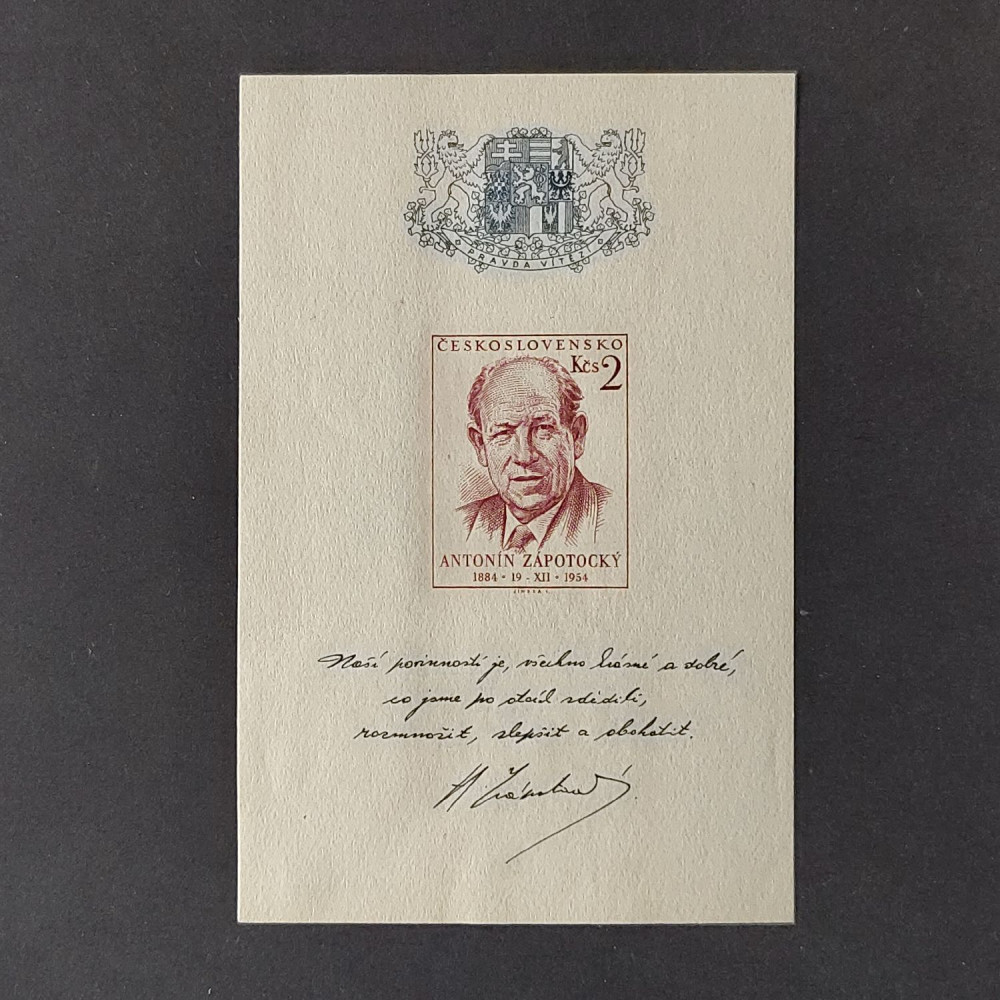 PRAVDA VÍTĚZÍ
ČESKOSLOVENSKO
Kčs 2
ANTONÍN ZÁPOTOCKÝ
1884 • 19 - XII • 1954
Naší povinností je, všechno krásné a dobré,
co jsme po otcích zdědili,
rozmnožit, zlepšit a obohatit.
A. Zápotocký